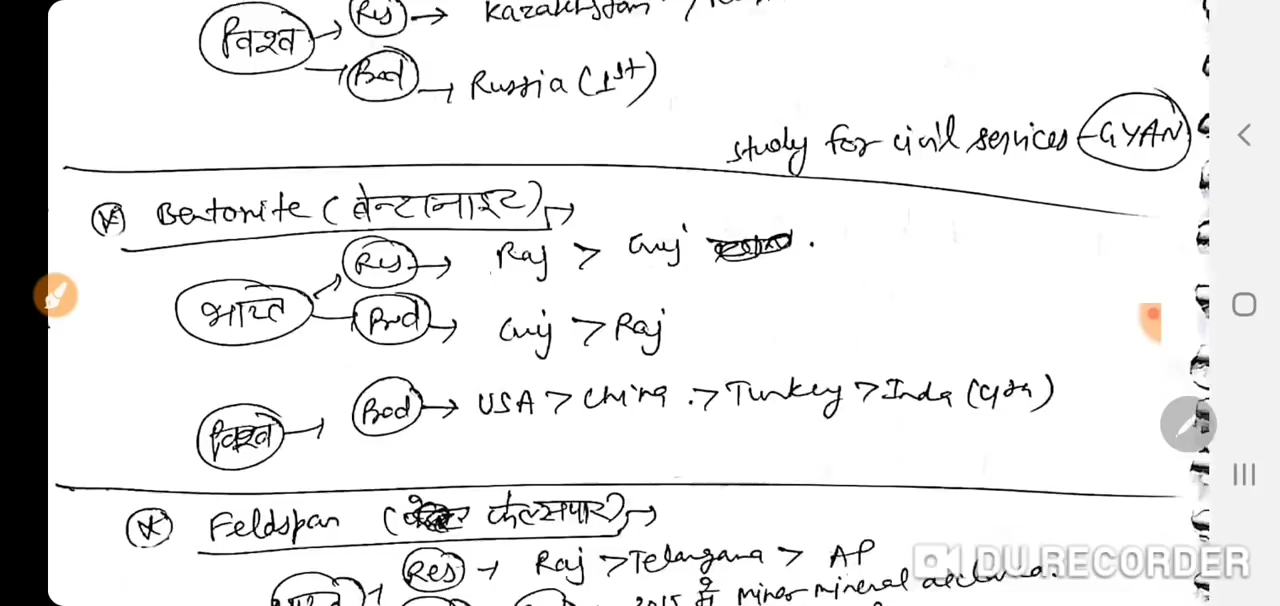 विश्व → Res → Kazakhstan
Prod → Russia (1st)
study for civil services - GYAN
Bentonite (बेन्टोनाइट) →
भारत → Res → Raj > Guj .
Prod → Guj > Raj
विश्व → Prod → USA > China > Turkey > India (4th)
Feldspar ( फेल्सपार) →
Res → Raj > Telangana > AP
2015 में minor mineral declare.
DU RECORDER